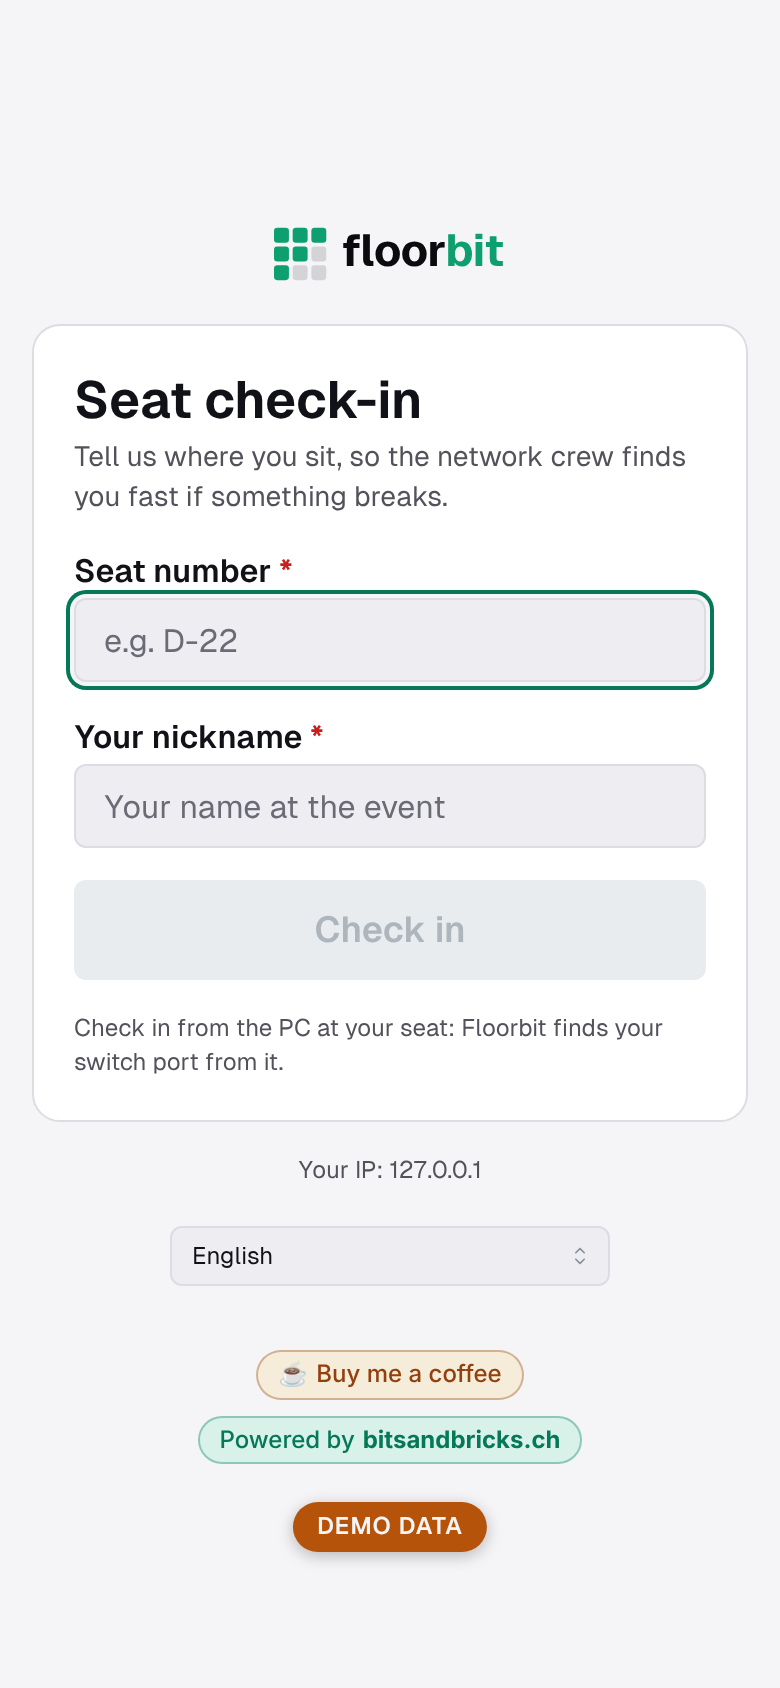 floorbit
Seat check-in
Tell us where you sit, so the network crew finds
you fast if something breaks.
Seat number *
e.g. D-22
Your nickname *
Your name at the event
Check in
Check in from the PC at your seat: Floorbit finds your
switch port from it.
Your IP: 127.0.0.1
English
☕ Buy me a coffee
Powered by bitsandbricks.ch
DEMO DATA